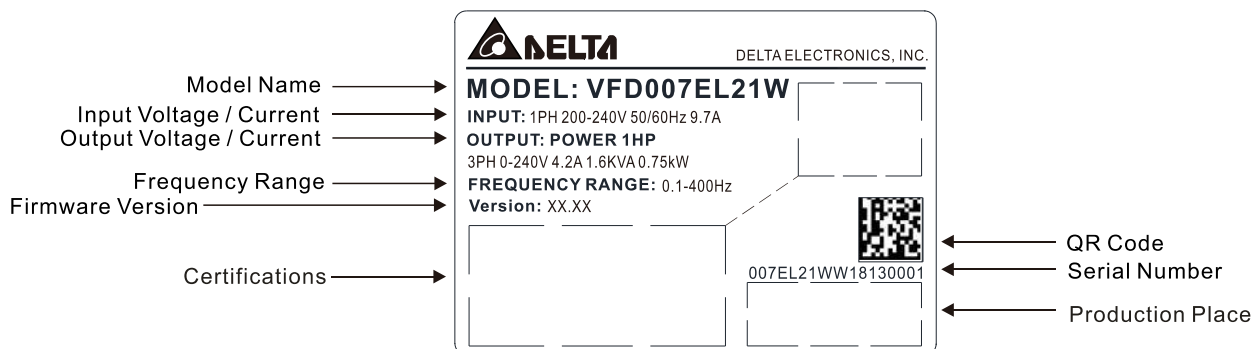 DELTA
DELTA ELECTRONICS, INC.
Model Name
MODEL: VFD007EL21W
Input Voltage / Current
INPUT: 1PH 200-240V 50/60Hz 9.7A
Output Voltage / Current
OUTPUT: POWER 1HP
3PH 0-240V 4.2A 1.6KVA 0.75kW
Frequency Range
FREQUENCY RANGE: 0.1-400Hz
Firmware Version
Version: XX.XX
QR Code
Certifications
007EL21WW18130001
Serial Number
Production Place